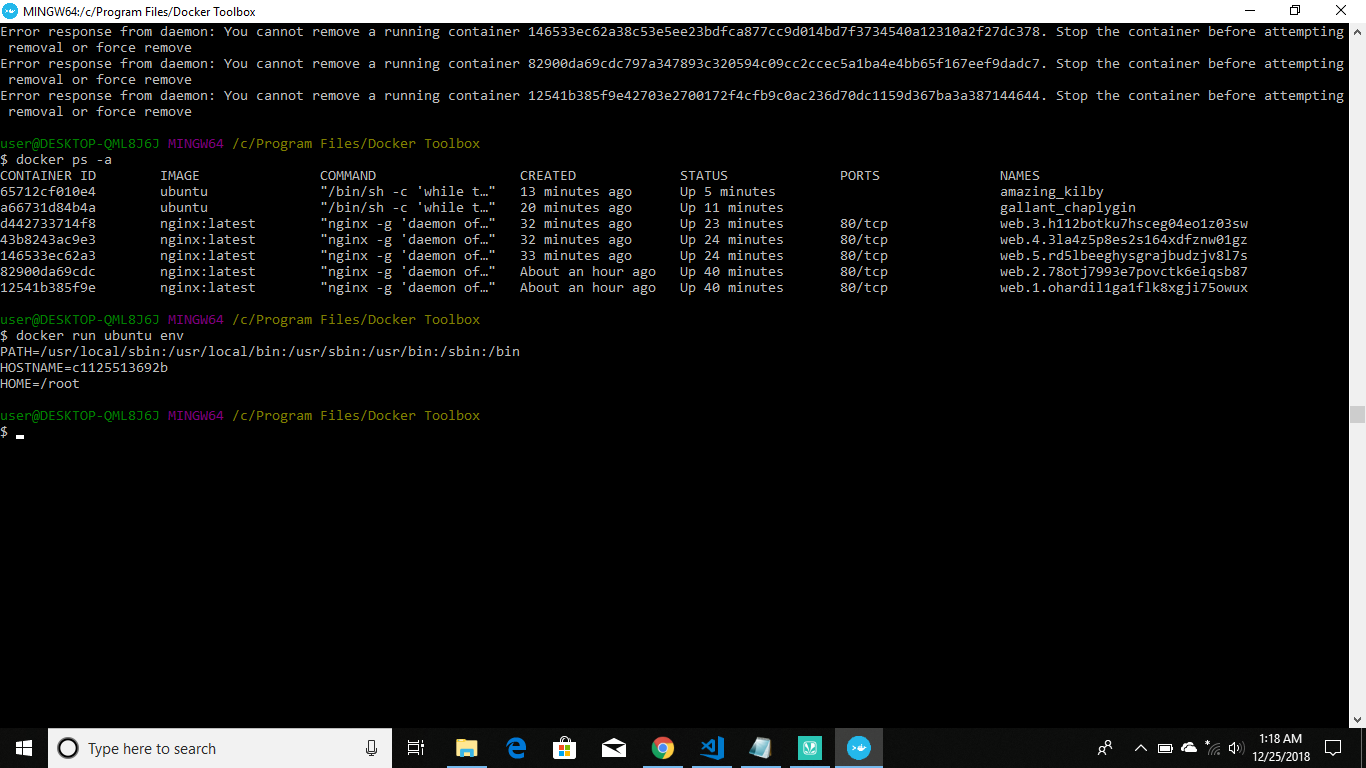 MINGW64:/c/Program Files/Docker Toolbox
Error response from daemon: You cannot remove a running container 146533ec62a38c53e5ee23bdfca877cc9d014bd7f3734540a12310a2f27dc378. Stop the container before attempting
removal or force remove
Error response from daemon: You cannot remove a running container 82900da69cdc797a347893c320594c09cc2ccec5a1ba4e4bb65f167eef9dadc7. Stop the container before attempting
removal or force remove
Error response from daemon: You cannot remove a running container 12541b385f9e42703e2700172f4cfb9c0ac236d70dc1159d367ba3a387144644. Stop the container before attempting
removal or force remove
user@DESKTOP-QML8J6J MINGW64 /c/Program Files/Docker Toolbox
$ docker ps -a
CONTAINER ID IMAGE COMMAND CREATED STATUS PORTS NAMES
65712cf010e4 ubuntu "/bin/sh -c 'while t…" 13 minutes ago Up 5 minutes amazing_kilby
a66731d84b4a ubuntu "/bin/sh -c 'while t…" 20 minutes ago Up 11 minutes gallant_chaplygin
d442733714f8 nginx:latest "nginx -g 'daemon of…" 32 minutes ago Up 23 minutes 80/tcp web.3.h112botku7hsceg04eo1z03sw
43b8243ac9e3 nginx:latest "nginx -g 'daemon of…" 32 minutes ago Up 24 minutes 80/tcp web.4.3la4z5p8es2s164xdfznw01gz
146533ec62a3 nginx:latest "nginx -g 'daemon of…" 33 minutes ago Up 24 minutes 80/tcp web.5.rd5lbeeghysgrajbudzjv8l7s
82900da69cdc nginx:latest "nginx -g 'daemon of…" About an hour ago Up 40 minutes 80/tcp web.2.78otj7993e7povctk6eiqsb87
12541b385f9e nginx:latest "nginx -g 'daemon of…" About an hour ago Up 40 minutes 80/tcp web.1.ohardil1ga1flk8xgji75owux
user@DESKTOP-QML8J6J MINGW64 /c/Program Files/Docker Toolbox
$ docker run ubuntu env
PATH=/usr/local/sbin:/usr/local/bin:/usr/sbin:/usr/bin:/sbin:/bin
HOSTNAME=c1125513692b
HOME=/root
user@DESKTOP-QML8J6J MINGW64 /c/Program Files/Docker Toolbox
$
Type here to search
1:18 AM
12/25/2018